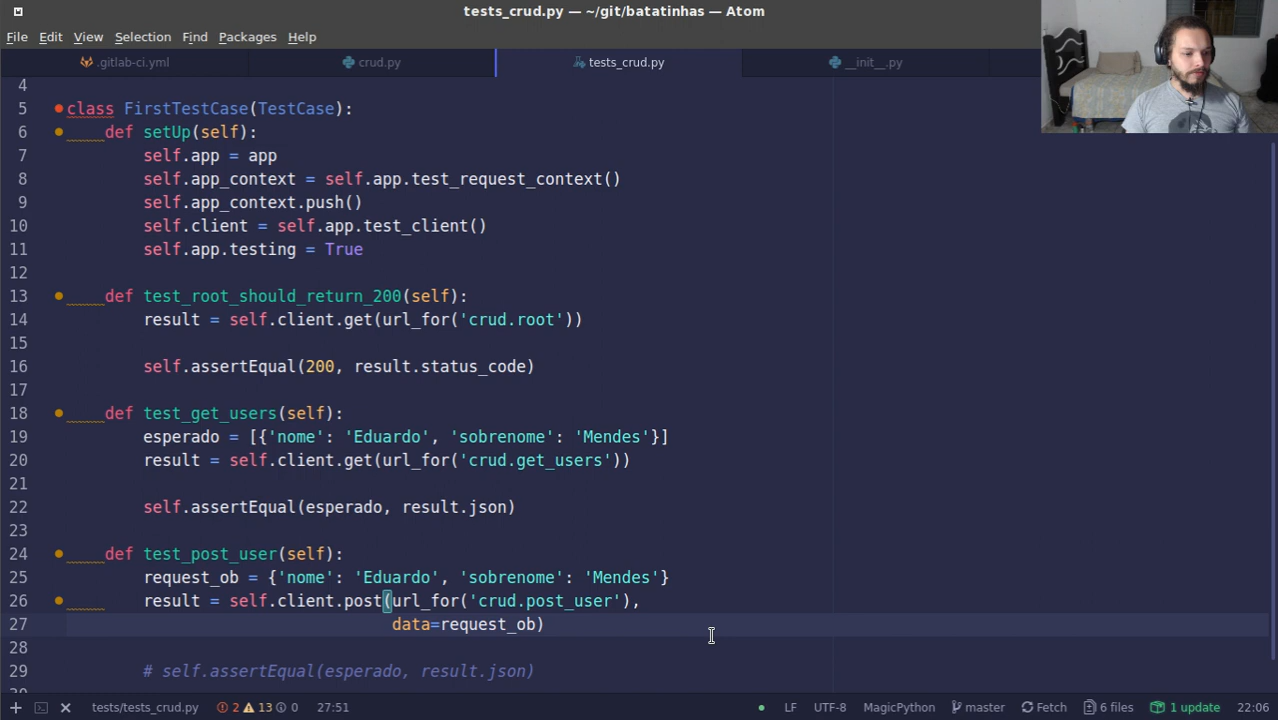 tests_crud.py — ~/git/batatinhas — Atom
File Edit View Selection Find Packages Help
.gitlab-ci.yml crud.py tests_crud.py __init__.py
4
5 class FirstTestCase(TestCase):
6 def setUp(self):
7 self.app = app
8 self.app_context = self.app.test_request_context()
9 self.app_context.push()
10 self.client = self.app.test_client()
11 self.app.testing = True
12
13 def test_root_should_return_200(self):
14 result = self.client.get(url_for('crud.root'))
15
16 self.assertEqual(200, result.status_code)
17
18 def test_get_users(self):
19 esperado = [{'nome': 'Eduardo', 'sobrenome': 'Mendes'}]
20 result = self.client.get(url_for('crud.get_users'))
21
22 self.assertEqual(esperado, result.json)
23
24 def test_post_user(self):
25 request_ob = {'nome': 'Eduardo', 'sobrenome': 'Mendes'}
26 result = self.client.post(url_for('crud.post_user'),
27 data=request_ob)
28
29 # self.assertEqual(esperado, result.json)
tests/tests_crud.py 2 13 0 27:51 LF UTF-8 MagicPython master Fetch 6 files 1 update 22:06